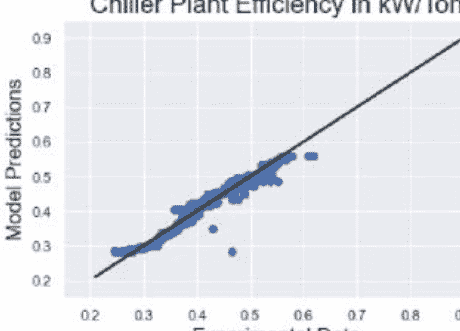 Chiller Plant Efficiency in kW/Ton
0.9
0.8
0.7
0.6
0.5
0.4
0.3
0.2
Model Predictions
0.2 0.3 0.4 0.5 0.6 0.7 0.8
Experimental Data